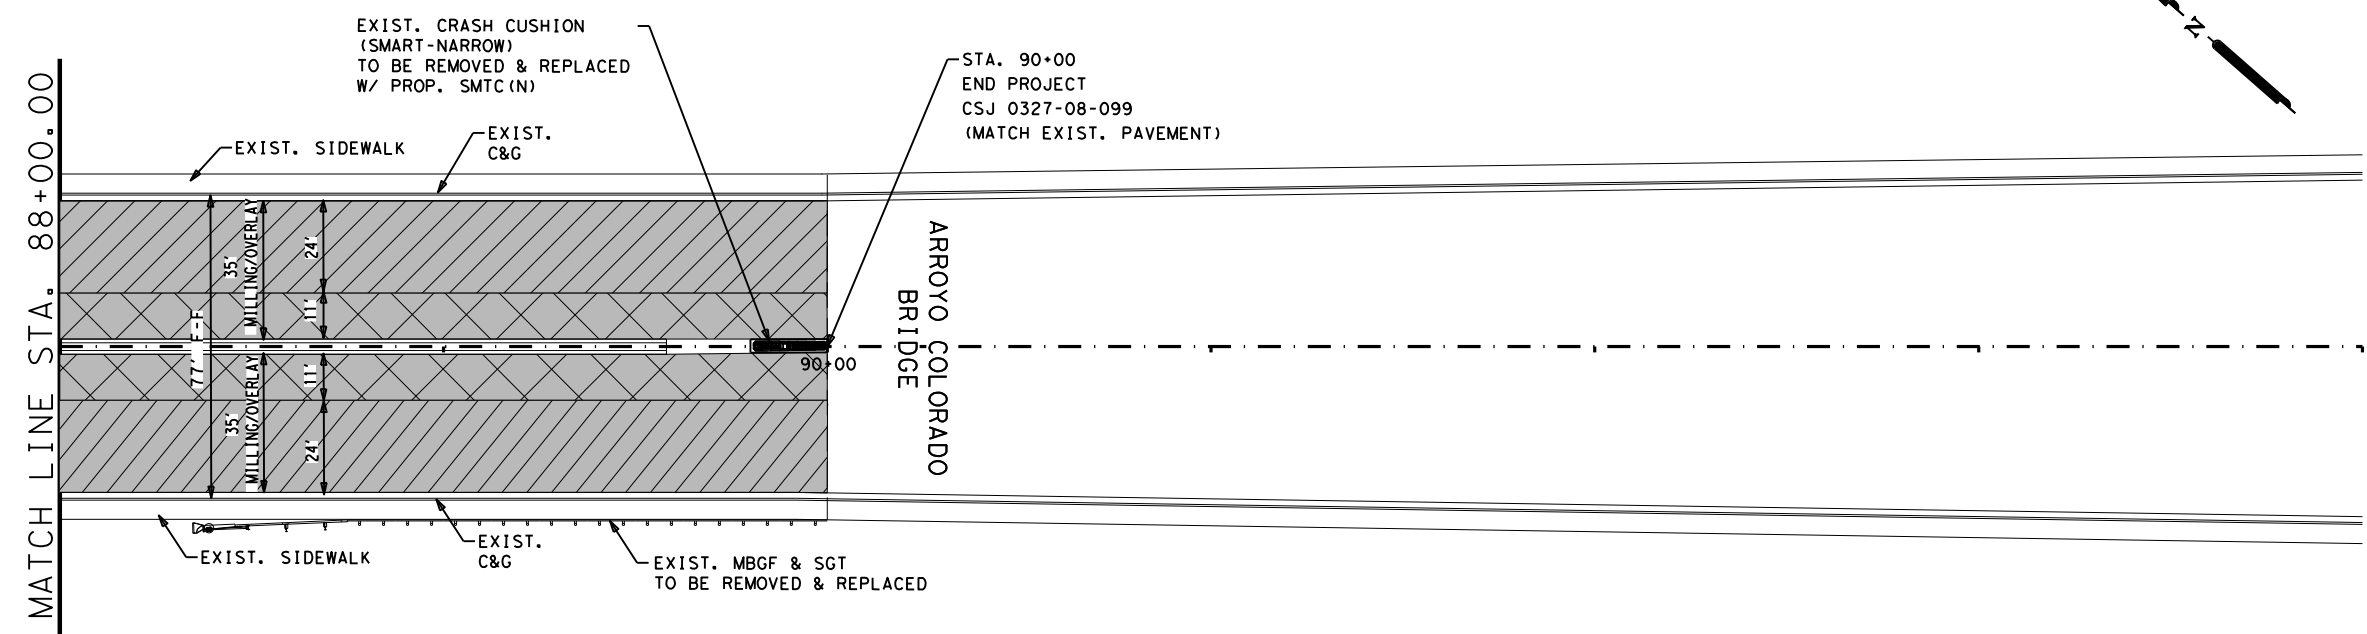 EXIST. CRASH CUSHION
(SMART-NARROW)
TO BE REMOVED & REPLACED
W/ PROP. SMTC(N)
STA. 90+00
END PROJECT
CSJ 0327-08-099
(MATCH EXIST. PAVEMENT)
N
EXIST. SIDEWALK
EXIST.
C&G
MATCH LINE STA. 88+00.00
77' F-F
35'
MILLING/OVERLAY
24'
11'
35'
MILLING/OVERLAY
11'
24'
90+00
ARROYO COLORADO
BRIDGE
EXIST. SIDEWALK
EXIST.
C&G
EXIST. MBGF & SGT
TO BE REMOVED & REPLACED